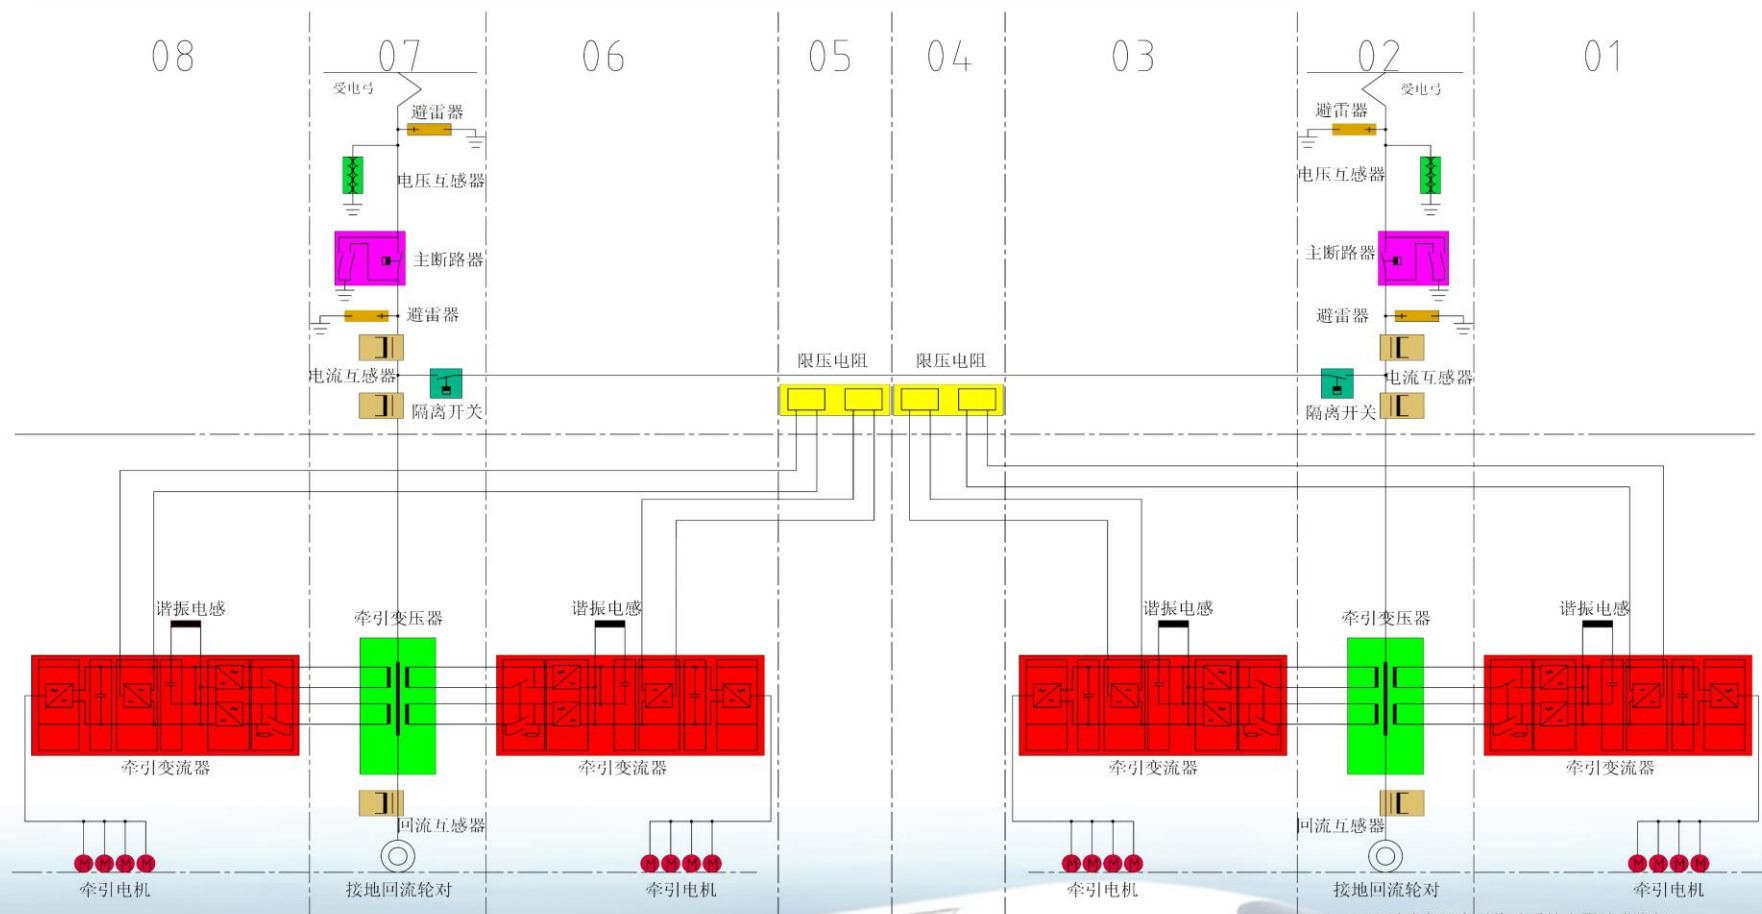 08
07
06
05
04
03
02
01
受电弓
受电弓
避雷器
避雷器
电压互感器
电压互感器
主断路器
主断路器
避雷器
避雷器
限压电阻
限压电阻
电流互感器
电流互感器
隔离开关
隔离开关
谐振电感
牵引变压器
谐振电感
谐振电感
牵引变压器
谐振电感
牵引变流器
牵引变流器
牵引变流器
牵引变流器
回流互感器
回流互感器
M M M M
M M M M
M M M M
M M M M
牵引电机
接地回流轮对
牵引电机
牵引电机
接地回流轮对
牵引电机